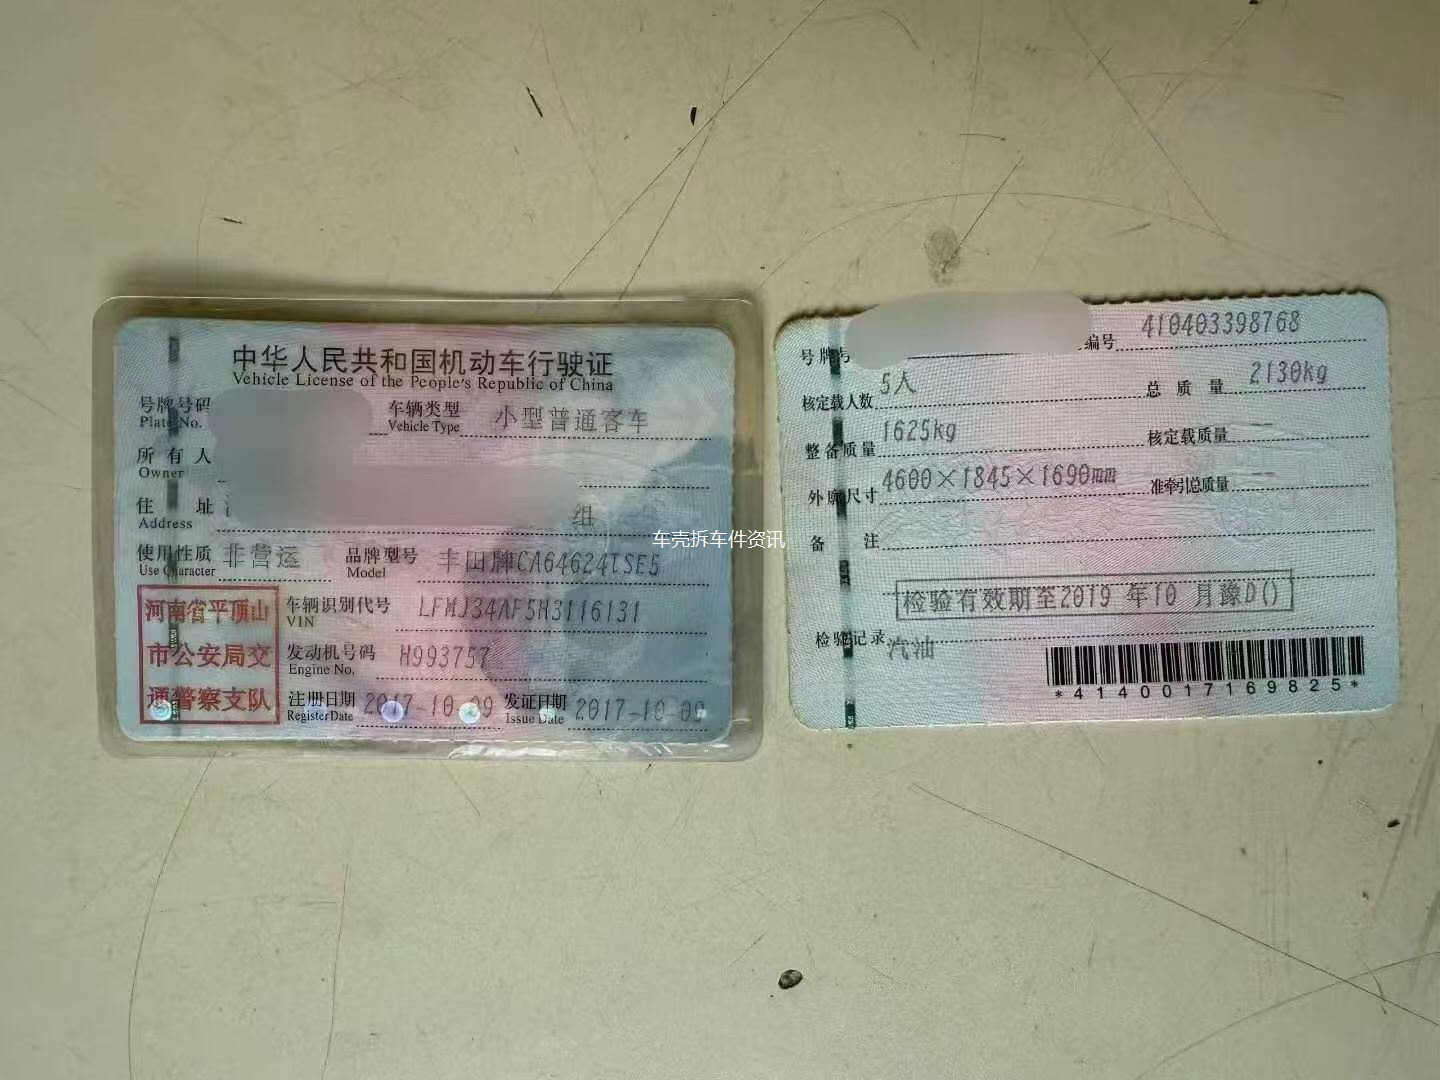 中华人民共和国机动车行驶证
Vehicle License of the People's Republic of China
号牌号码
Plate No.
车辆类型 小型普通客车
Vehicle Type
所有人
Owner
住址 组
Address
使用性质 非营运
Use Character
品牌型号 丰田牌CA64624TSE5
Model
河南省平顶山
市公安局交
通警察支队
车辆识别代号 LFMJ34AF5H3116131
VIN
发动机号码 H993757
Engine No.
注册日期 2017-10-09
Register Date
发证日期 2017-10-09
Issue Date
车壳拆车件资讯
号牌号
编号 410403398768
核定载人数 5人
总质量 2130kg
整备质量 1625kg
核定载质量 --
外廓尺寸 4600×1845×1690mm
准牵引总质量 --
备注
检验有效期至2019 年10 月豫D()
检验记录
汽油
*4140017169825*